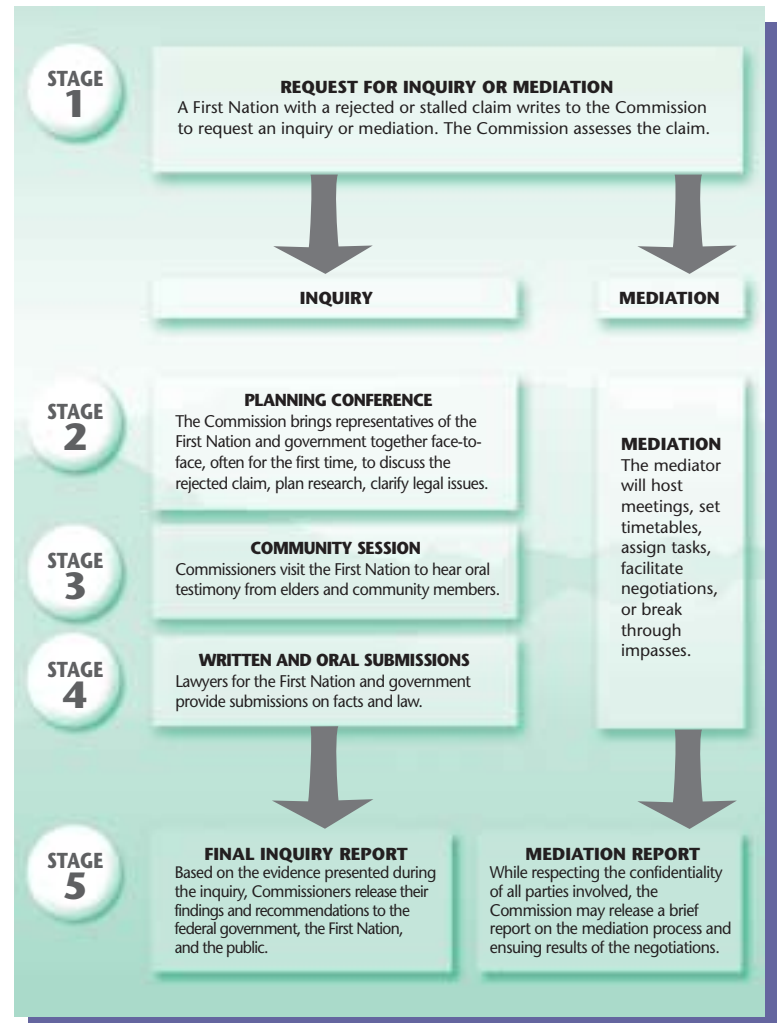 STAGE
1
REQUEST FOR INQUIRY OR MEDIATION
A First Nation with a rejected or stalled claim writes to the Commission
to request an inquiry or mediation. The Commission assesses the claim.
INQUIRY
MEDIATION
STAGE
2
PLANNING CONFERENCE
The Commission brings representatives of the
First Nation and government together face-to-
face, often for the first time, to discuss the
rejected claim, plan research, clarify legal issues.
STAGE
3
COMMUNITY SESSION
Commissioners visit the First Nation to hear oral
testimony from elders and community members.
STAGE
4
WRITTEN AND ORAL SUBMISSIONS
Lawyers for the First Nation and government
provide submissions on facts and law.
MEDIATION
The mediator
will host
meetings, set
timetables,
assign tasks,
facilitate
negotiations,
or break
through
impasses.
STAGE
5
FINAL INQUIRY REPORT
Based on the evidence presented during
the inquiry, Commissioners release their
findings and recommendations to the
federal government, the First Nation,
and the public.
MEDIATION REPORT
While respecting the confidentiality
of all parties involved, the
Commission may release a brief
report on the mediation process and
ensuing results of the negotiations.